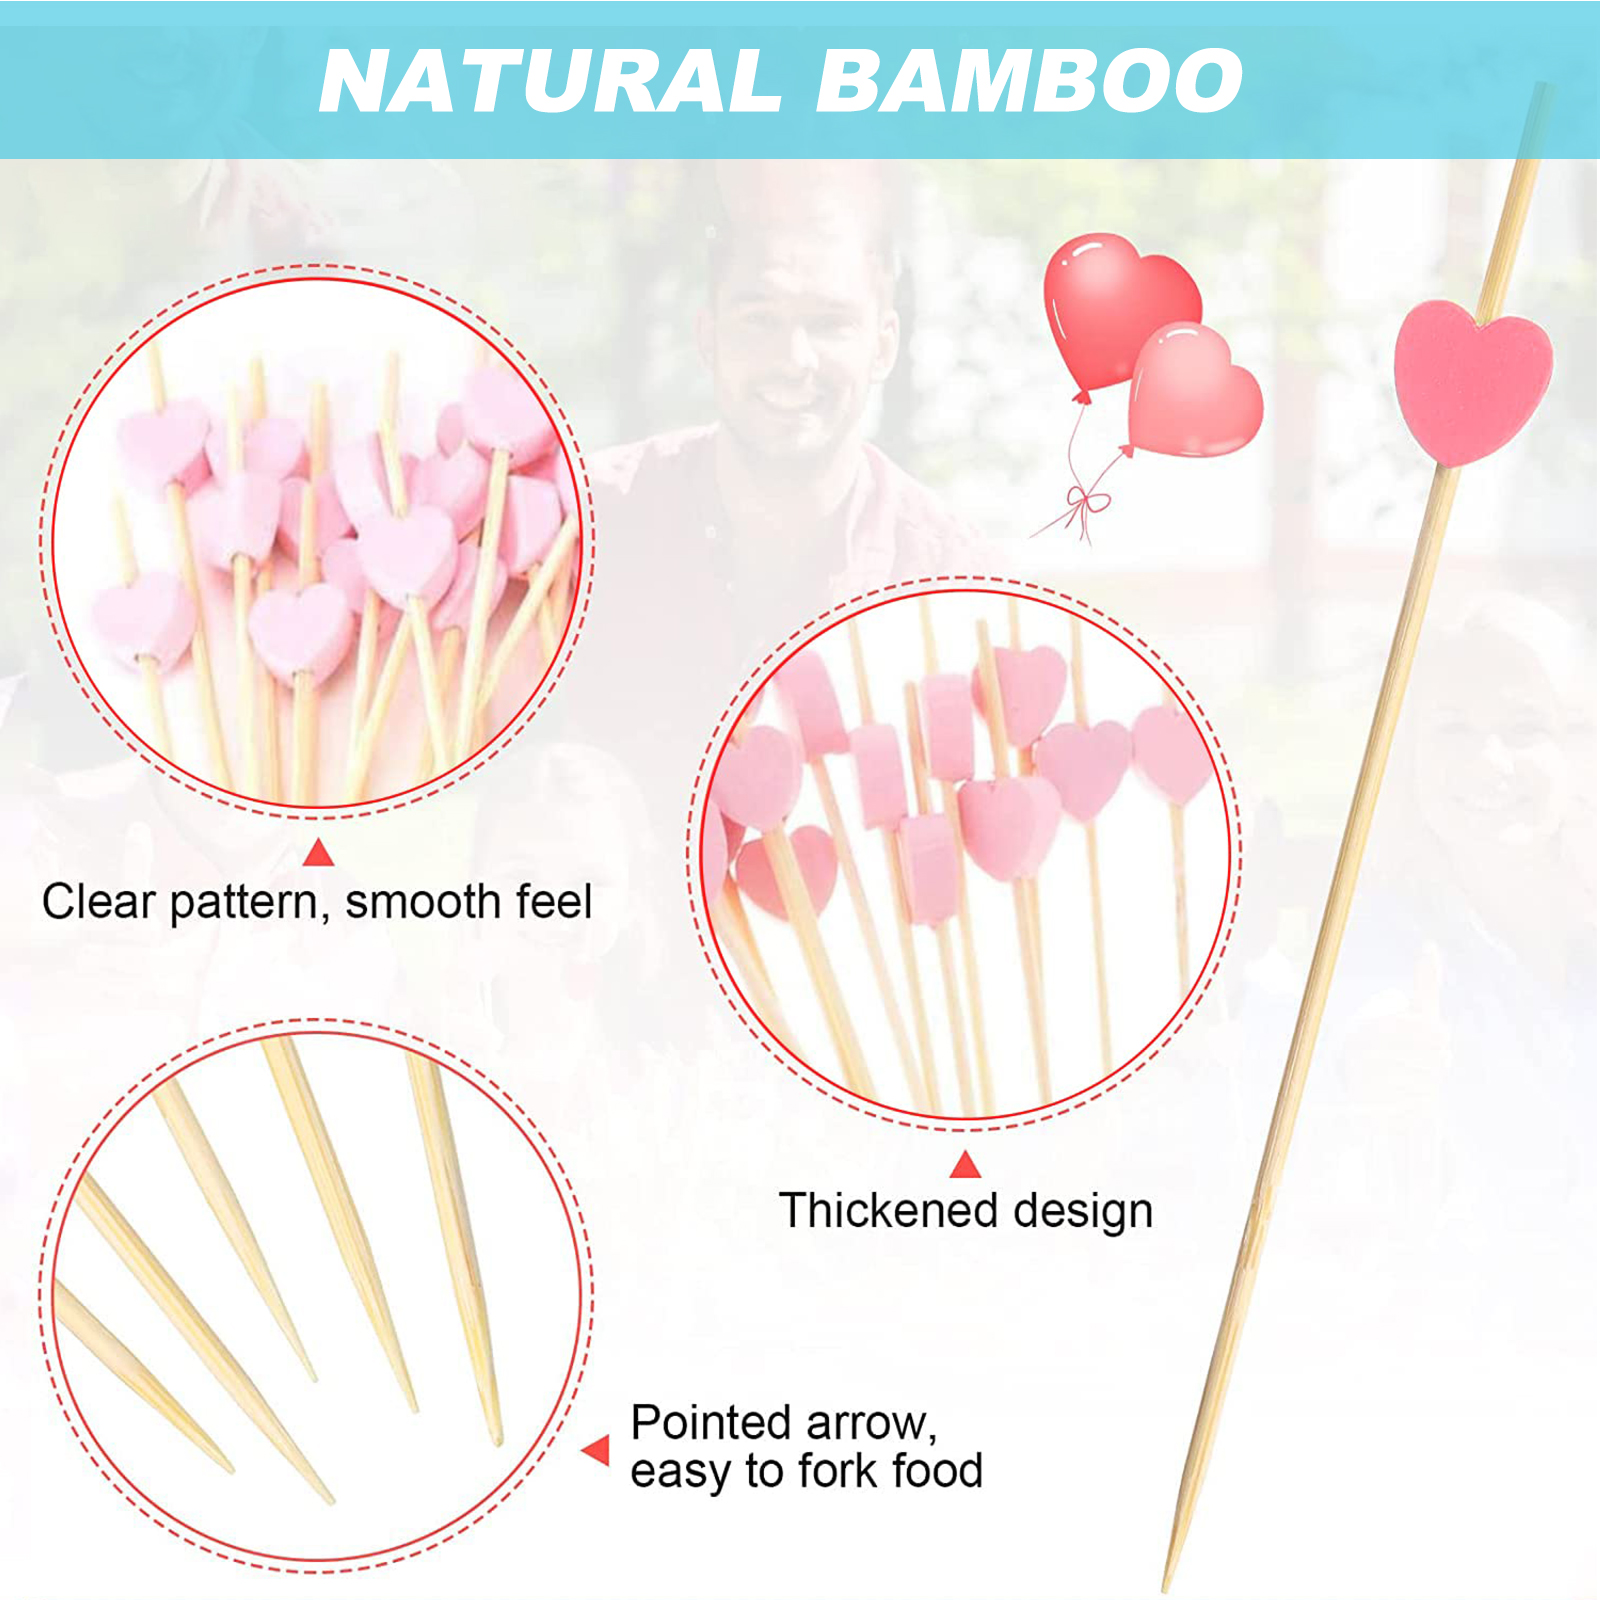 NATURAL BAMBOO
Clear pattern, smooth feel
Thickened design
Pointed arrow,
easy to fork food